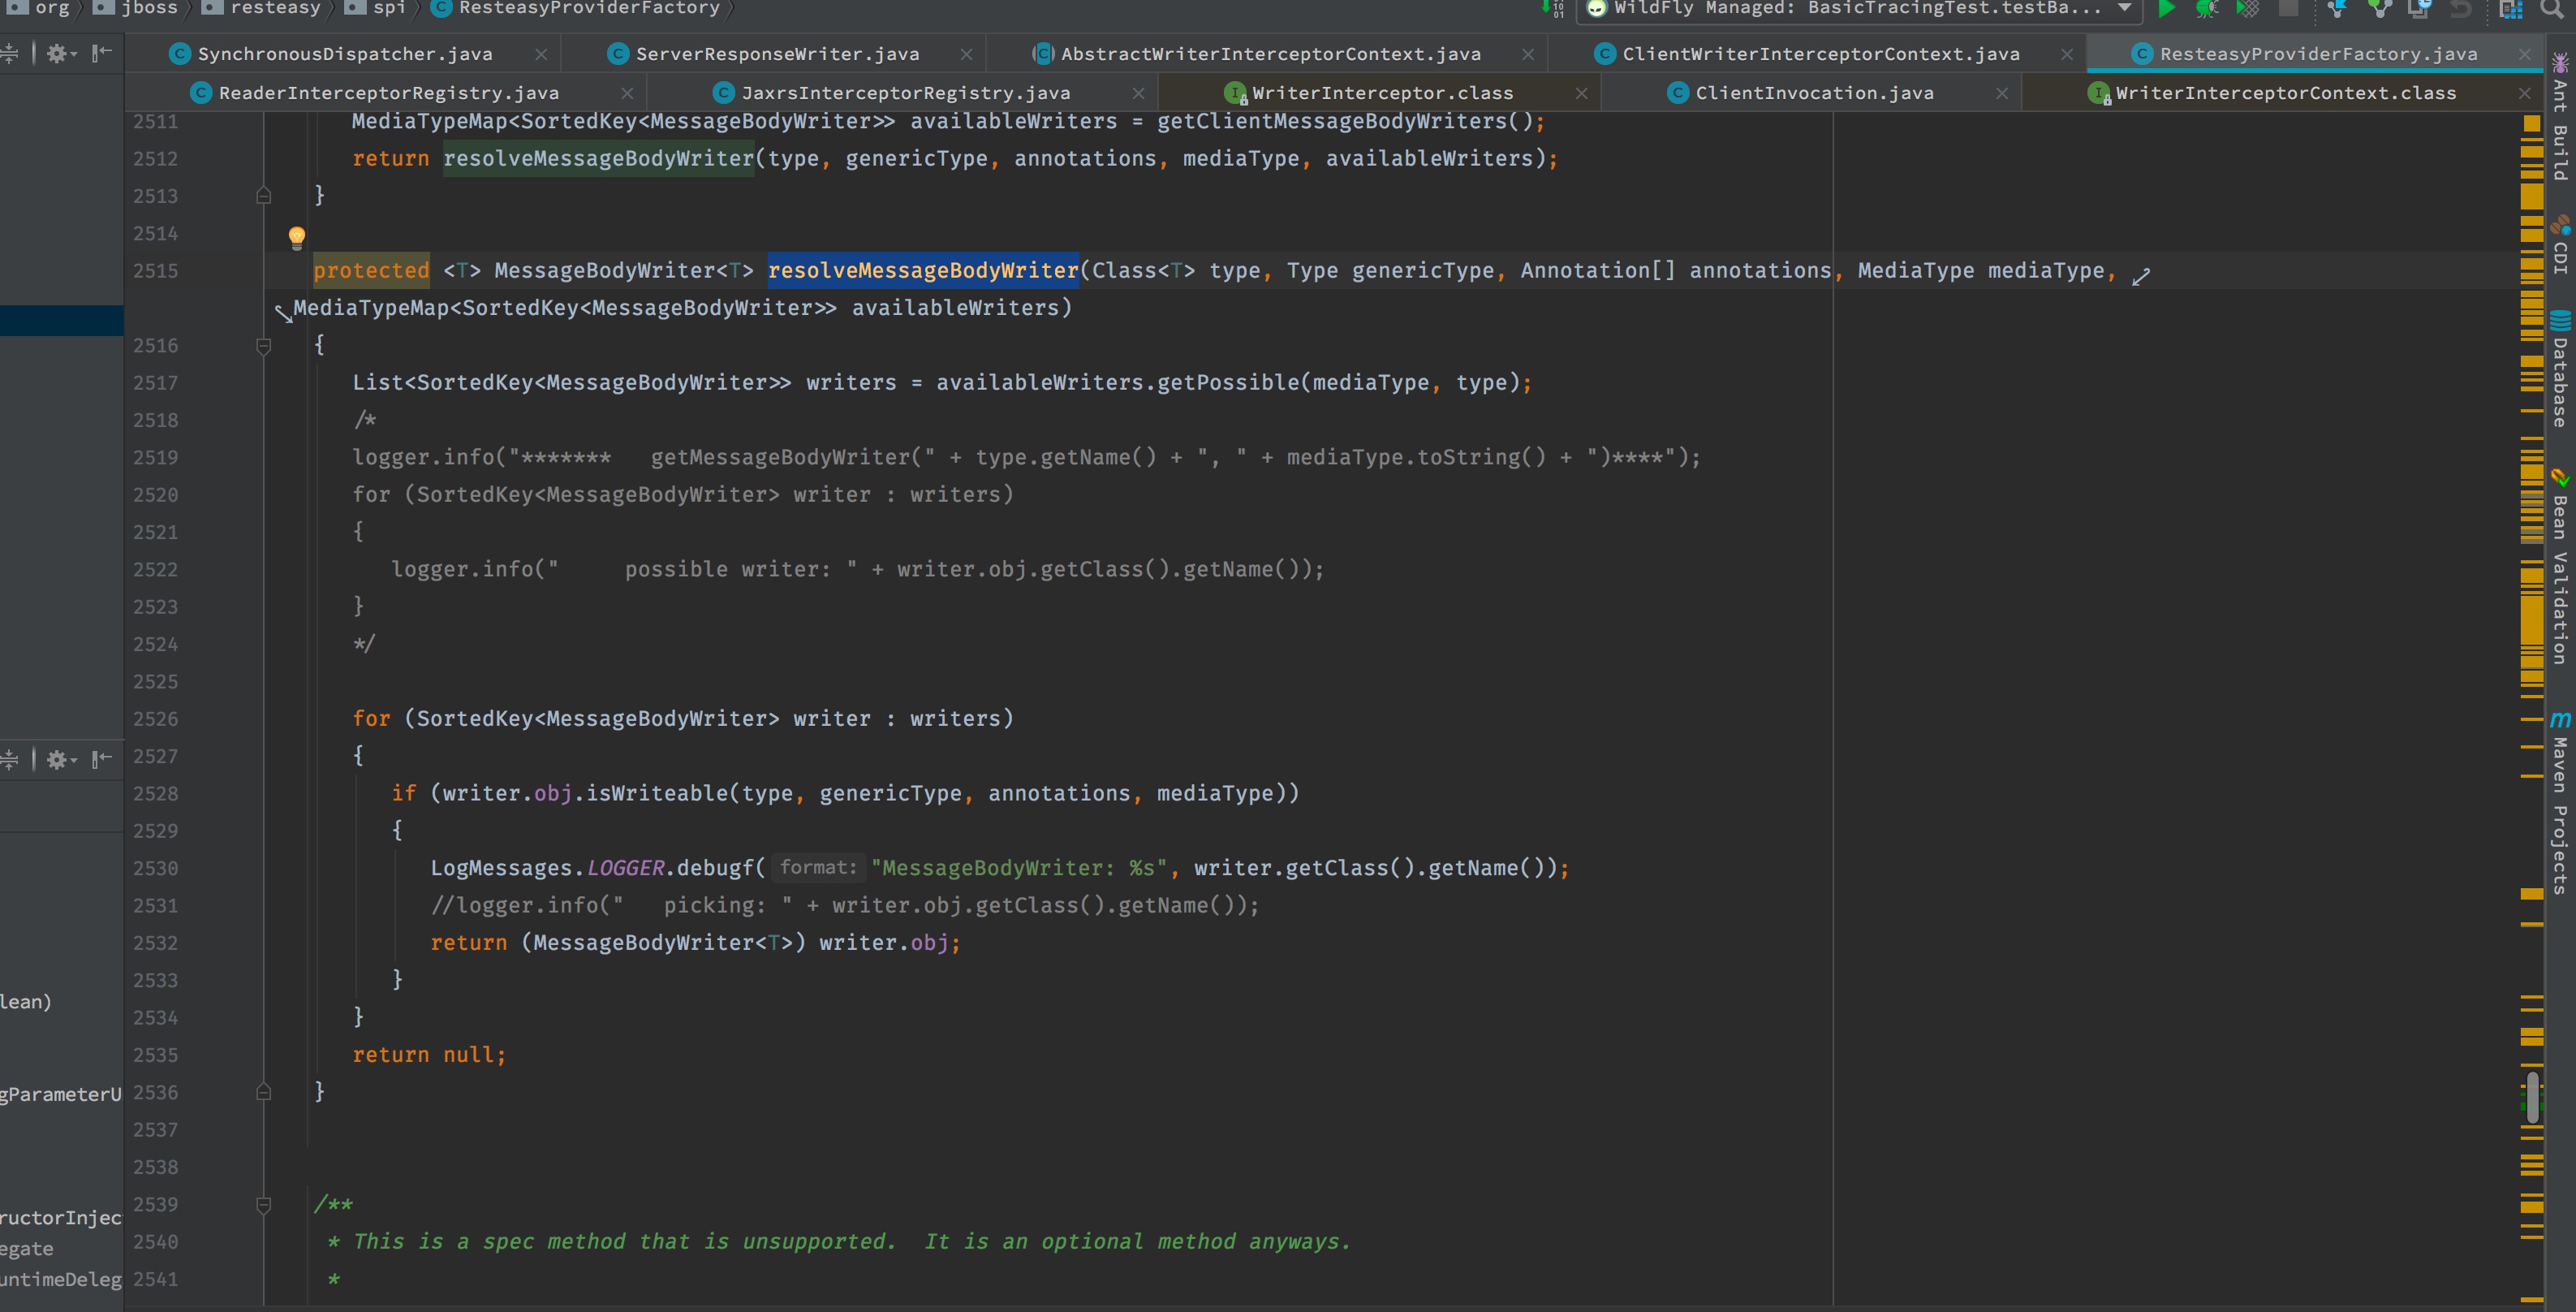 org jboss resteasy spi ResteasyProviderFactory WildFly Managed: BasicTracingTest.testBa...
SynchronousDispatcher.java ServerResponseWriter.java AbstractWriterInterceptorContext.java ClientWriterInterceptorContext.java ResteasyProviderFactory.java
ReaderInterceptorRegistry.java JaxrsInterceptorRegistry.java WriterInterceptor.class ClientInvocation.java WriterInterceptorContext.class
2511 MediaTypeMap<SortedKey<MessageBodyWriter>> availableWriters = getClientMessageBodyWriters();
2512 return resolveMessageBodyWriter(type, genericType, annotations, mediaType, availableWriters);
2513 }
2514
2515 protected <T> MessageBodyWriter<T> resolveMessageBodyWriter(Class<T> type, Type genericType, Annotation[] annotations, MediaType mediaType,
MediaTypeMap<SortedKey<MessageBodyWriter>> availableWriters)
2516 {
2517 List<SortedKey<MessageBodyWriter>> writers = availableWriters.getPossible(mediaType, type);
2518 /*
2519 logger.info("*******   getMessageBodyWriter(" + type.getName() + ", " + mediaType.toString() + ")****");
2520 for (SortedKey<MessageBodyWriter> writer : writers)
2521 {
2522 logger.info("     possible writer: " + writer.obj.getClass().getName());
2523 }
2524 */
2525
2526 for (SortedKey<MessageBodyWriter> writer : writers)
2527 {
2528 if (writer.obj.isWriteable(type, genericType, annotations, mediaType))
2529 {
2530 LogMessages.LOGGER.debugf( format: "MessageBodyWriter: %s", writer.getClass().getName());
2531 //logger.info("   picking: " + writer.obj.getClass().getName());
2532 return (MessageBodyWriter<T>) writer.obj;
2533 }
2534 }
2535 return null;
2536 }
2537
2538
2539 /**
2540 * This is a spec method that is unsupported.  It is an optional method anyways.
2541 *
lean)
gParameterU
ructorInjec
egate
untimeDeleg
Ant Build
CDI
Database
Bean Validation
Maven Projects